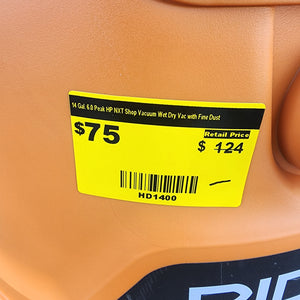 14 Gal. 6.0 Peak HP NXT Shop Vacuum Wet Dry Vac with Fine Dust
$75
Retail Price
$ 124
HD1400